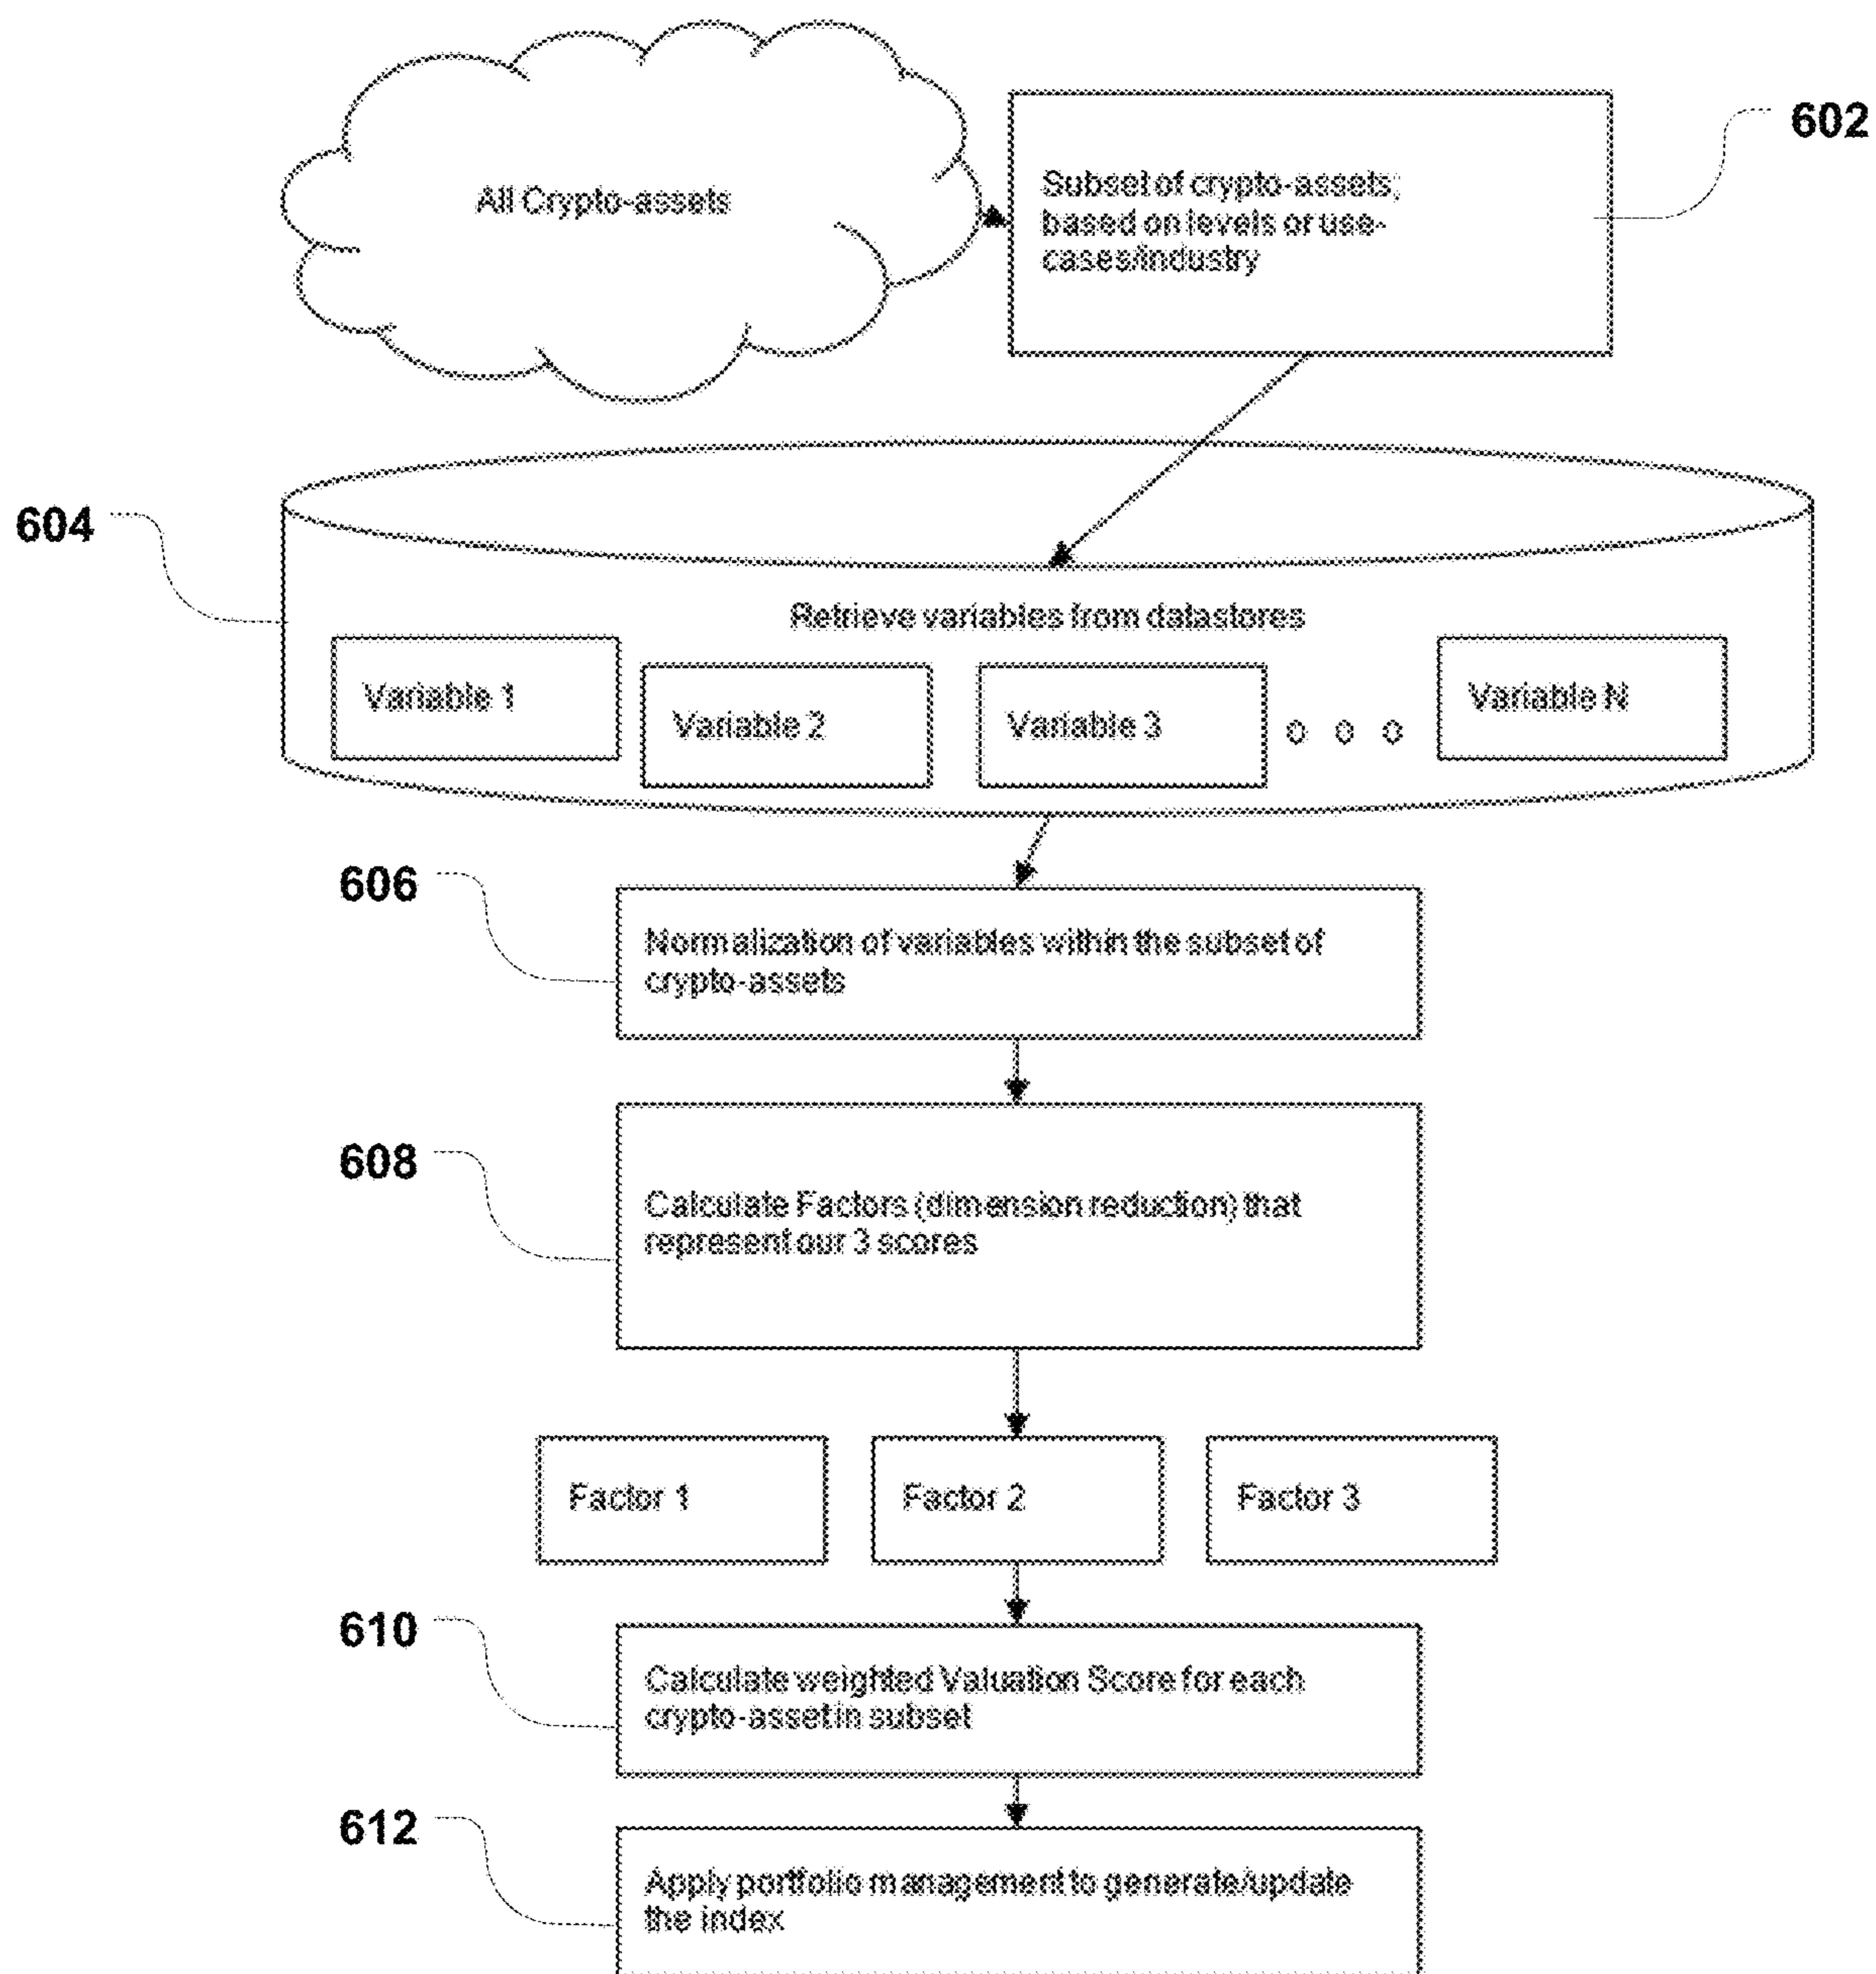 All Crypto-assets
602
Subset of crypto-assets;
based on levels or use-
cases/industry
604
Retrieve variables from datastores
Variable 1
Variable 2
Variable 3
o o o
Variable N
606
Normalization of variables within the subset of
crypto-assets
608
Calculate Factors (dimension reduction) that
represent our 3 scores
Factor 1
Factor 2
Factor 3
610
Calculate weighted Valuation Score for each
crypto-asset in subset
612
Apply portfolio management to generate/update
the index